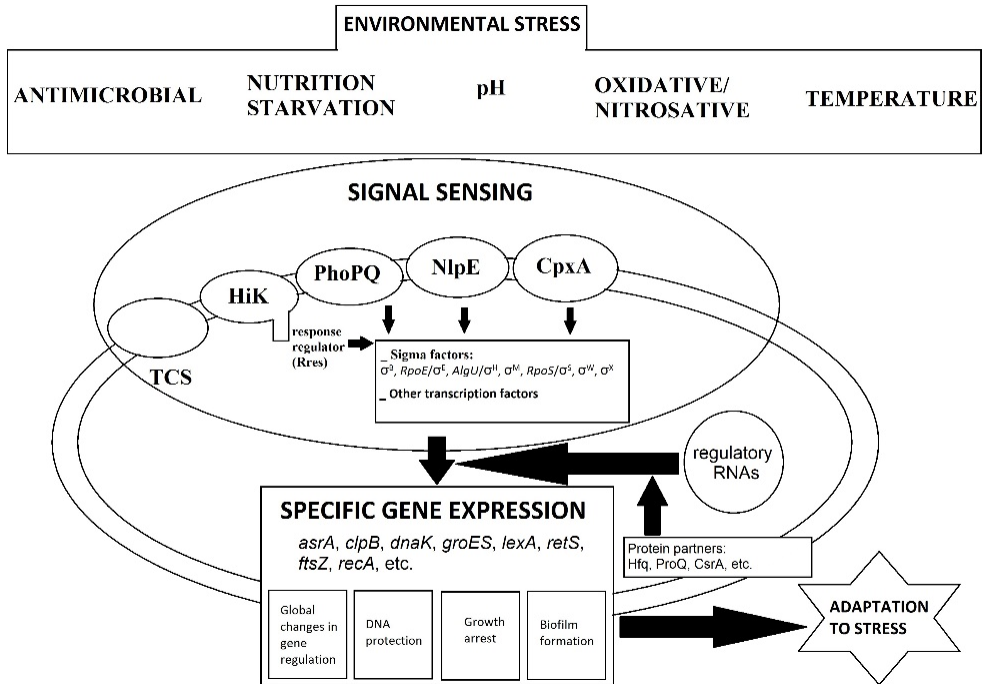 ENVIRONMENTAL STRESS
ANTIMICROBIAL
NUTRITION
STARVATION
pH
OXIDATIVE/
NITROSATIVE
TEMPERATURE
SIGNAL SENSING
HiK
PhoPQ
NlpE
CpxA
TCS
response
regulator
(Rres)
_ Sigma factors:
σᴮ, RpoE/σᴱ, AlgU/σᴴ, σᴹ, RpoS/σˢ, σᵂ, σˣ
_ Other transcription factors
regulatory
RNAs
SPECIFIC GENE EXPRESSION
asrA, clpB, dnaK, groES, lexA, retS,
ftsZ, recA, etc.
Protein partners:
Hfq, ProQ, CsrA, etc.
Global
changes in
gene
regulation
DNA
protection
Growth
arrest
Biofilm
formation
ADAPTATION
TO STRESS